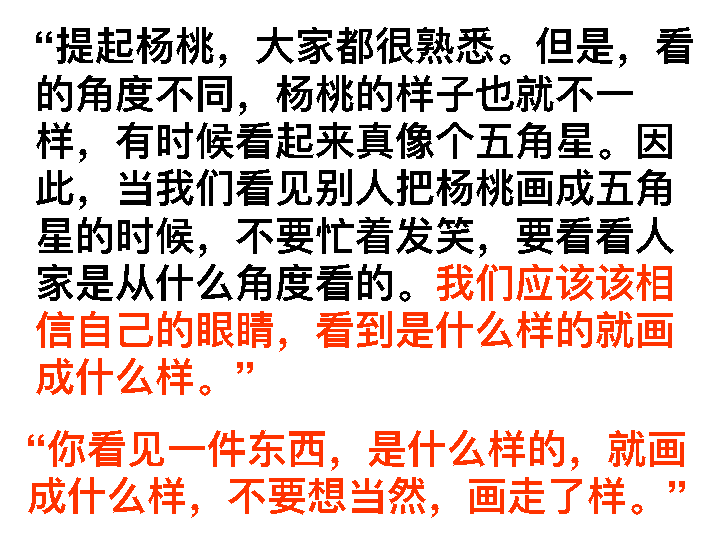 “提起杨桃，大家都很熟悉。但是，看
的角度不同，杨桃的样子也就不一
样，有时候看起来真像个五角星。因
此，当我们看见别人把杨桃画成五角
星的时候，不要忙着发笑，要看看人
家是从什么角度看的。我们应该该相
信自己的眼睛，看到是什么样的就画
成什么样。”
“你看见一件东西，是什么样的，就画
成什么样，不要想当然，画走了样。”